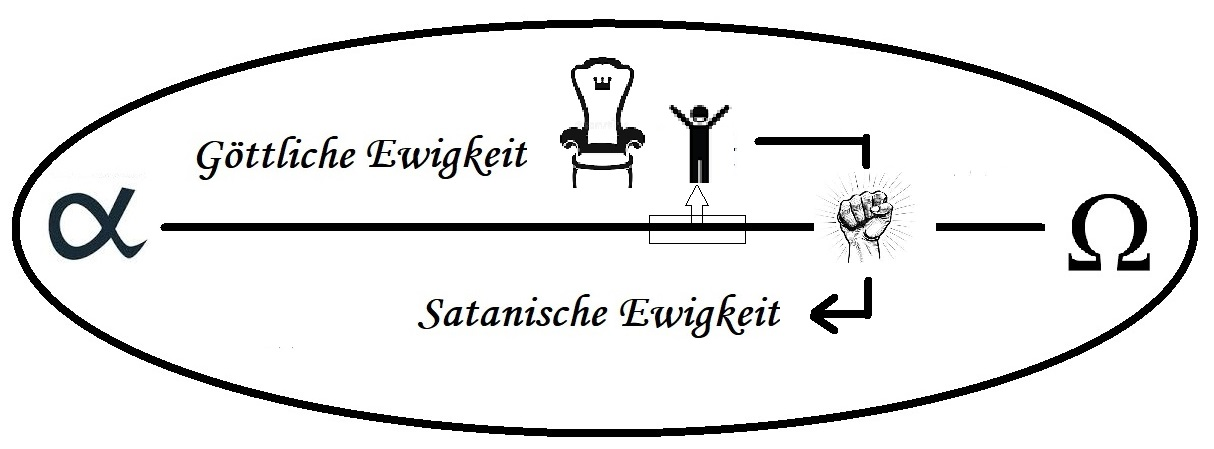 Göttliche Ewigkeit
α Ω
Satanische Ewigkeit